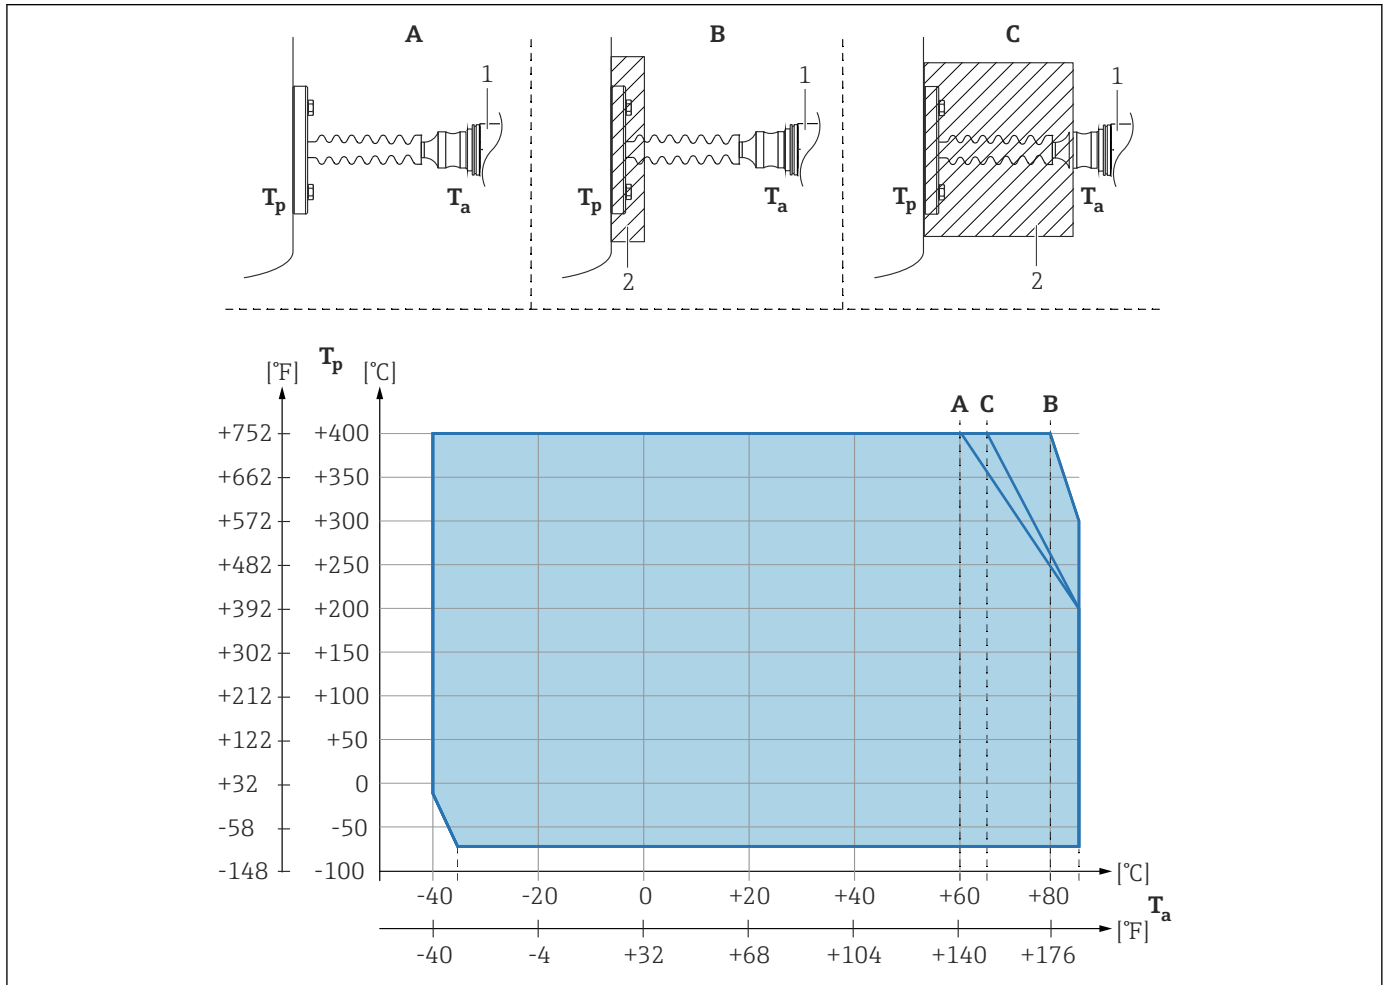 A
B
C
1
1
1
Tp
Ta
Tp
Ta
Tp
Ta
2
2
Tp
[°F]
[°C]
A C B
+752 +400
+662 +350
+572 +300
+482 +250
+392 +200
+302 +150
+212 +100
+122 +50
+32 0
-58 -50
-148 -100
[°C]
-40 -20 0 +20 +40 +60 +80
Ta
[°F]
-40 -4 +32 +68 +104 +140 +176